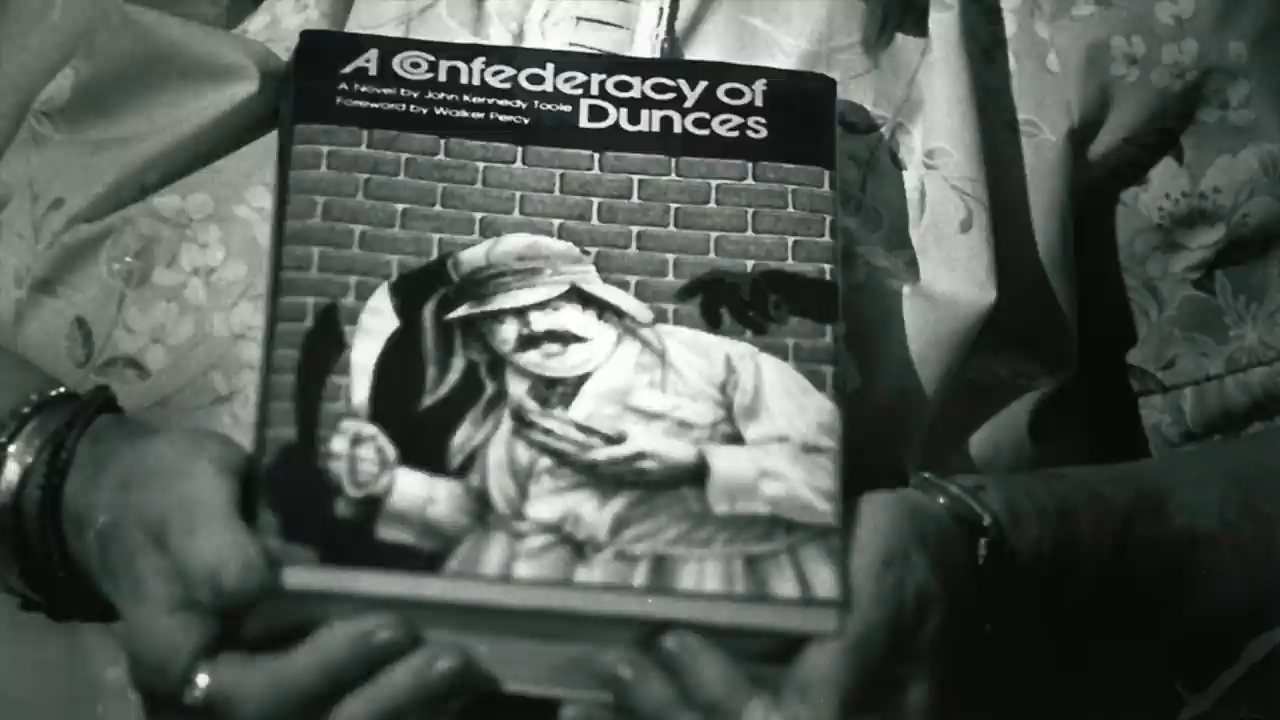 A Confederacy of
Dunces
A Novel by John Kennedy Toole
Foreword by Walker Percy